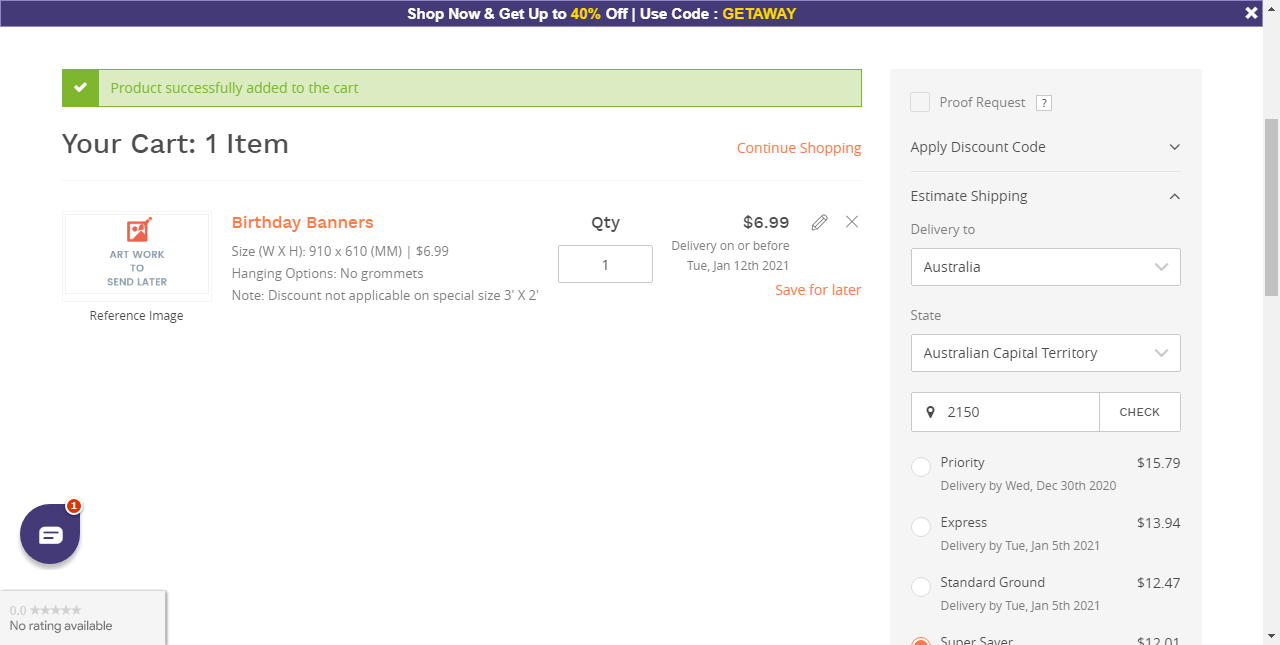 Shop Now & Get Up to 40% Off | Use Code : GETAWAY
Product successfully added to the cart
Your Cart: 1 Item
Continue Shopping
ART WORK
TO
SEND LATER
Reference Image
Birthday Banners
Size (W X H): 910 x 610 (MM) | $6.99
Hanging Options: No grommets
Note: Discount not applicable on special size 3' X 2'
Qty
1
$6.99
Delivery on or before
Tue, Jan 12th 2021
Save for later
Proof Request ?
Apply Discount Code
Estimate Shipping
Delivery to
Australia
State
Australian Capital Territory
2150 CHECK
Priority $15.79
Delivery by Wed, Dec 30th 2020
Express $13.94
Delivery by Tue, Jan 5th 2021
Standard Ground $12.47
Delivery by Tue, Jan 5th 2021
Super Saver $12.01
1
0.0
No rating available